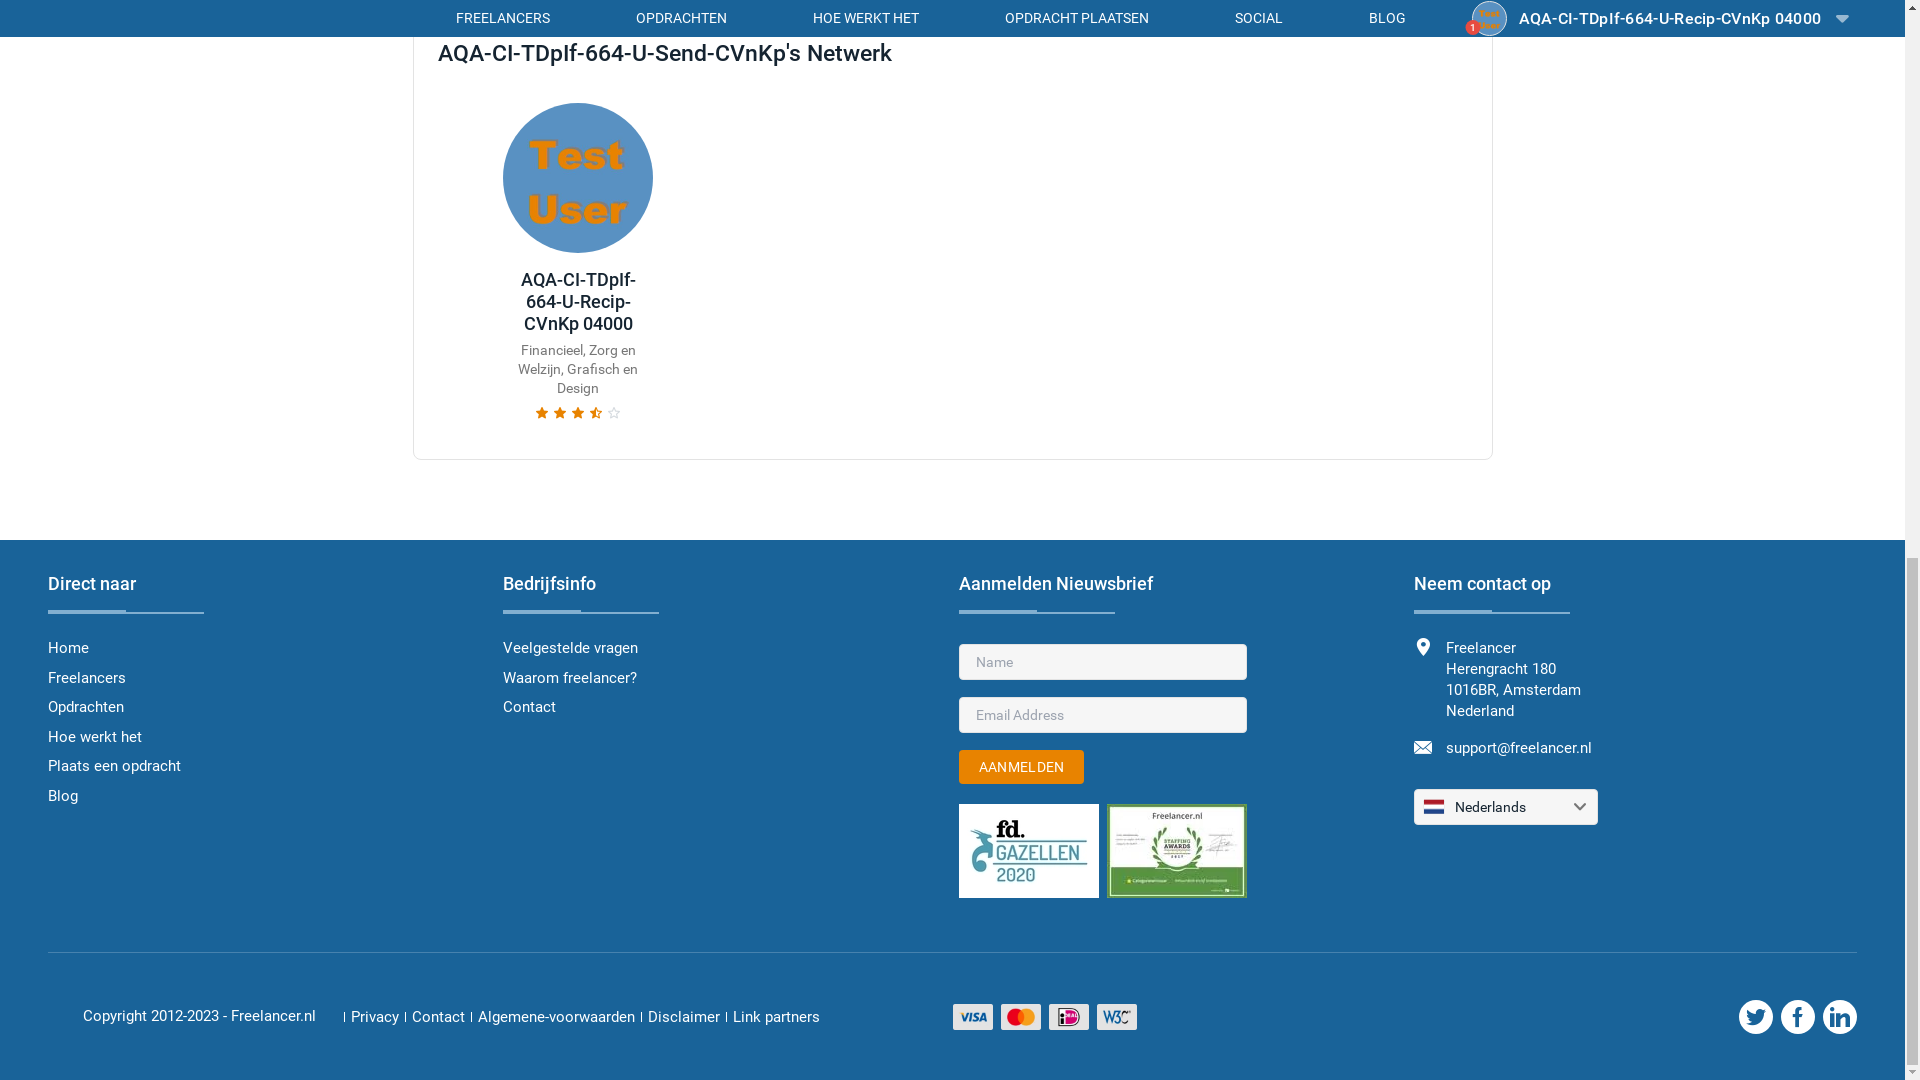 FREELANCERS OPDRACHTEN HOE WERKT HET OPDRACHT PLAATSEN SOCIAL BLOG 1 Test User AQA-CI-TDpIf-664-U-Recip-CVnKp 04000
AQA-CI-TDpIf-664-U-Send-CVnKp's Netwerk
Test
User
AQA-CI-TDpIf-
664-U-Recip-
CVnKp 04000
Financieel, Zorg en
Welzijn, Grafisch en
Design
Direct naar
Home
Freelancers
Opdrachten
Hoe werkt het
Plaats een opdracht
Blog
Bedrijfsinfo
Veelgestelde vragen
Waarom freelancer?
Contact
Aanmelden Nieuwsbrief
Name
Email Address
AANMELDEN
fd.
GAZELLEN
2020
Freelancer.nl
STAFFING
AWARDS
2017
Neem contact op
Freelancer
Herengracht 180
1016BR, Amsterdam
Nederland
support@freelancer.nl
Nederlands
Copyright 2012-2023 - Freelancer.nl | Privacy | Contact | Algemene-voorwaarden | Disclaimer | Link partners VISA iDEAL W3C